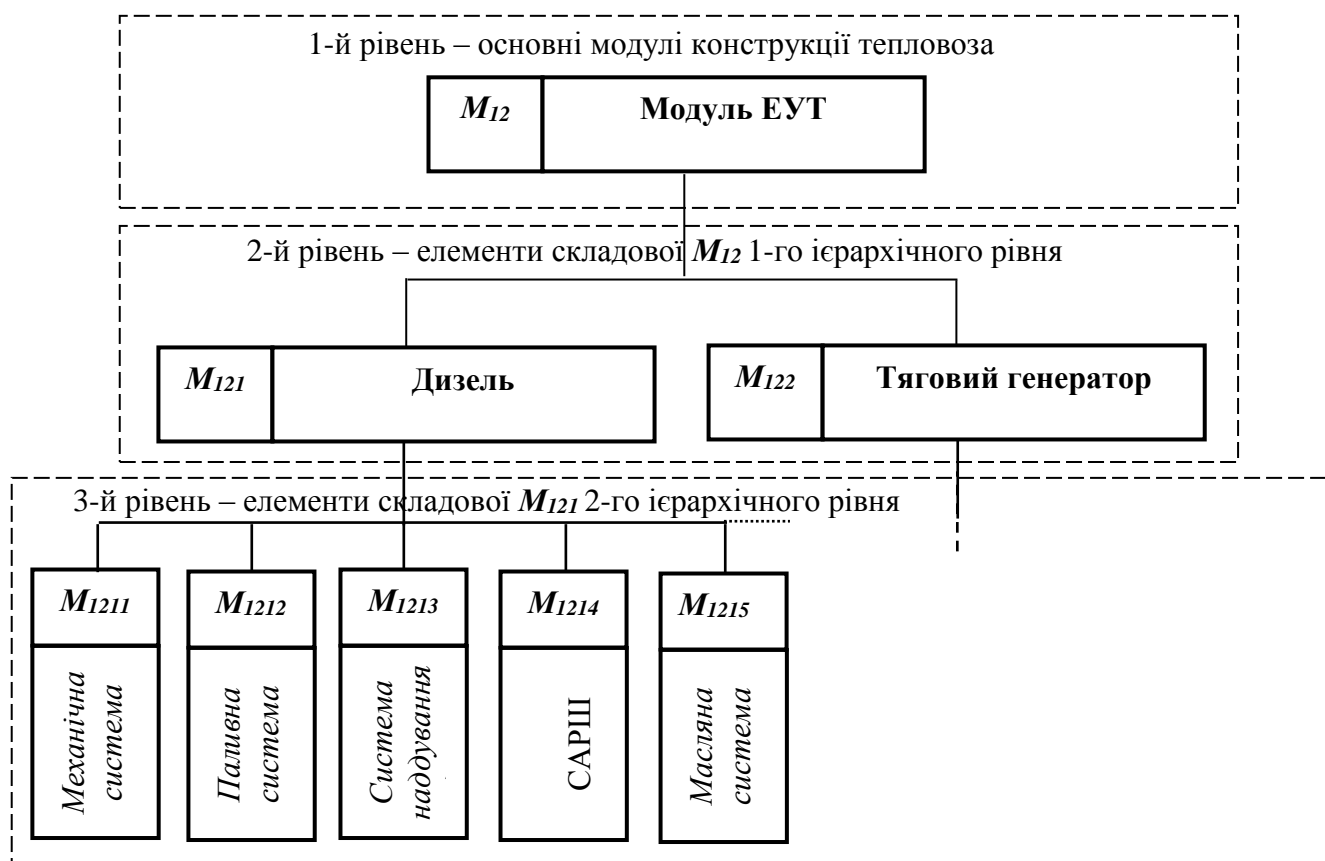 1-й рівень – основні модулі конструкції тепловоза
M12 Модуль ЕУТ
2-й рівень – елементи складової M12 1-го ієрархічного рівня
M121 Дизель
M122 Тяговий генератор
3-й рівень – елементи складової M121 2-го ієрархічного рівня
M1211
Механічна
система
M1212
Паливна
система
M1213
Система
наддування
M1214
САРШ
M1215
Масляна
система